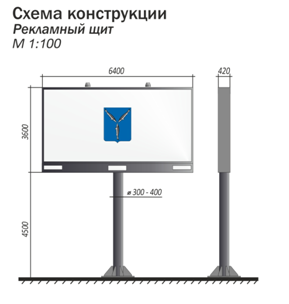 Схема конструкции
Рекламный щит
М 1:100
6400
420
3600
ø 300 - 400
4500